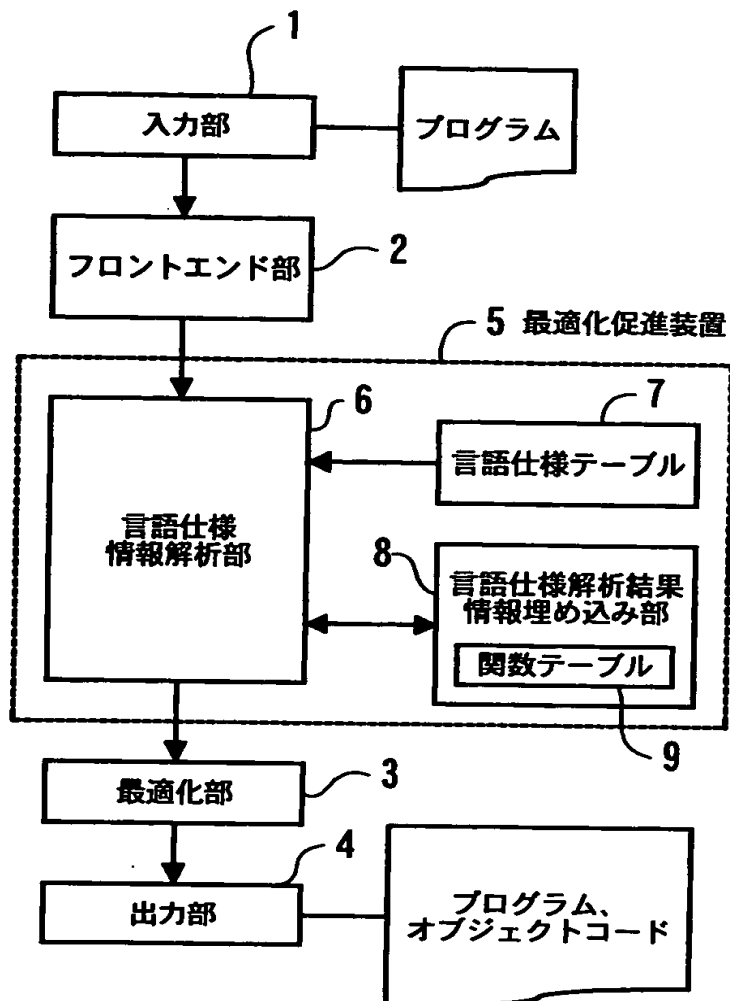 1
入力部
プログラム
フロントエンド部
2
5 最適化促進装置
6
7
言語仕様テーブル
言語仕様
情報解析部
8
言語仕様解析結果
情報埋め込み部
関数テーブル
9
最適化部
3
4
出力部
プログラム、
オブジェクトコード